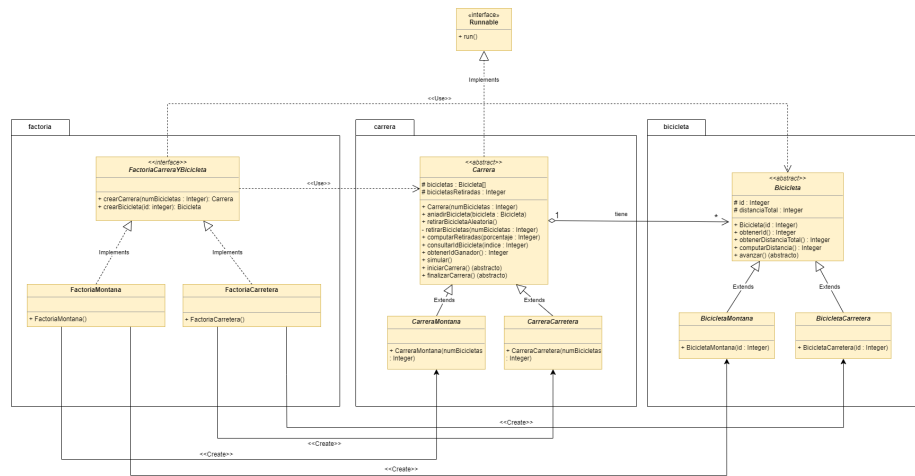 «interface»
Runnable
+ run()
Implements
<<Use>>
factoria
carrera
bicicleta
<<interface>>
FactoriaCarreraYBicicleta
+ crearCarrera(numBicicletas : Integer): Carrera
+ crearBicicleta(id: integer): Bicicleta
<<Use>>
<<abstract>>
Carrera
# bicicletas : Bicicleta[]
# bicicletasRetiradas : Integer
+ Carrera(numBicicletas : Integer)
+ aniadirBicicleta(bicicleta : Bicicleta)
+ retirarBicicletaAleatoria()
- retirarBicicletas(numBicicletas : Integer)
+ computarRetiradas(porcentaje : Integer)
+ consultarIdBicicleta(indice : Integer)
+ obtenerIdGanador() : Integer
+ simular()
+ iniciarCarrera() (abstracto)
+ finalizarCarrera() (abstracto)
1
tiene
*
<<abstract>>
Bicicleta
# id : Integer
# distanciaTotal : Integer
+ Bicicleta(id : Integer)
+ obtenerId() : Integer
+ obtenerDistanciaTotal() : Integer
+ computarDistancia() : Integer
+ avanzar() (abstracto)
Implements
Implements
Extends
Extends
Extends
Extends
FactoriaMontana
+ FactoriaMontana()
FactoriaCarretera
+ FactoriaCarretera()
CarreraMontana
+ CarreraMontana(numBicicletas
: Integer)
CarreraCarretera
+ CarreraCarretera(numBicicletas
: Integer)
BicicletaMontana
+ BicicletaMontana(id : Integer)
BicicletaCarretera
+ BicicletaCarretera(id : Integer)
<<Create>>
<<Create>>
<<Create>>
<<Create>>